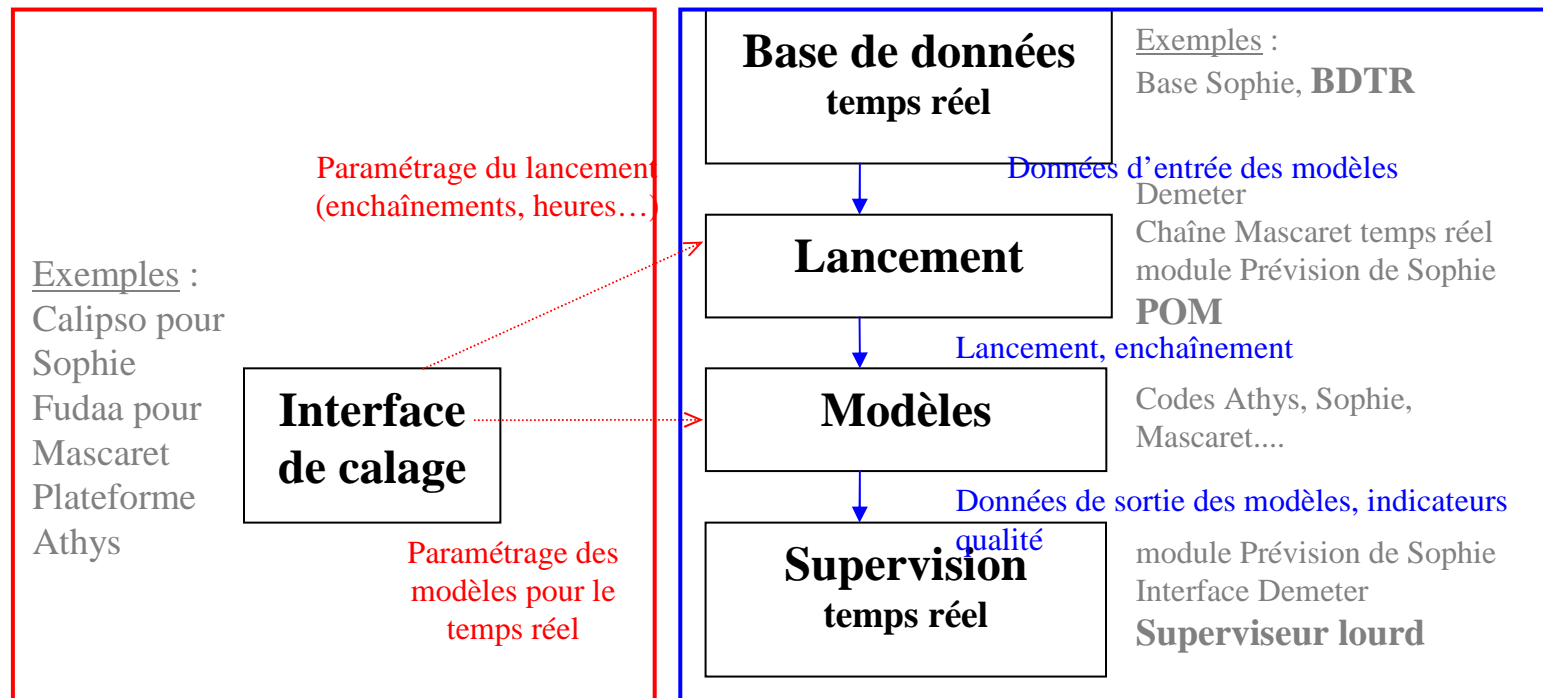 Exemples :
Calipso pour
Sophie
Fudaa pour
Mascaret
Plateforme
Athys
Paramétrage du lancement
(enchaînements, heures…)
Interface
de calage
Paramétrage des
modèles pour le
temps réel
Base de données
temps réel
Exemples :
Base Sophie, BDTR
Données d’entrée des modèles
Lancement
Demeter
Chaîne Mascaret temps réel
module Prévision de Sophie
POM
Lancement, enchaînement
Modèles
Codes Athys, Sophie,
Mascaret....
Données de sortie des modèles, indicateurs
qualité
Supervision
temps réel
module Prévision de Sophie
Interface Demeter
Superviseur lourd